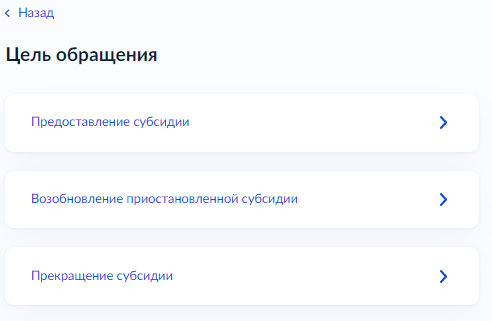 Назад
Цель обращения
Предоставление субсидии
Возобновление приостановленной субсидии
Прекращение субсидии